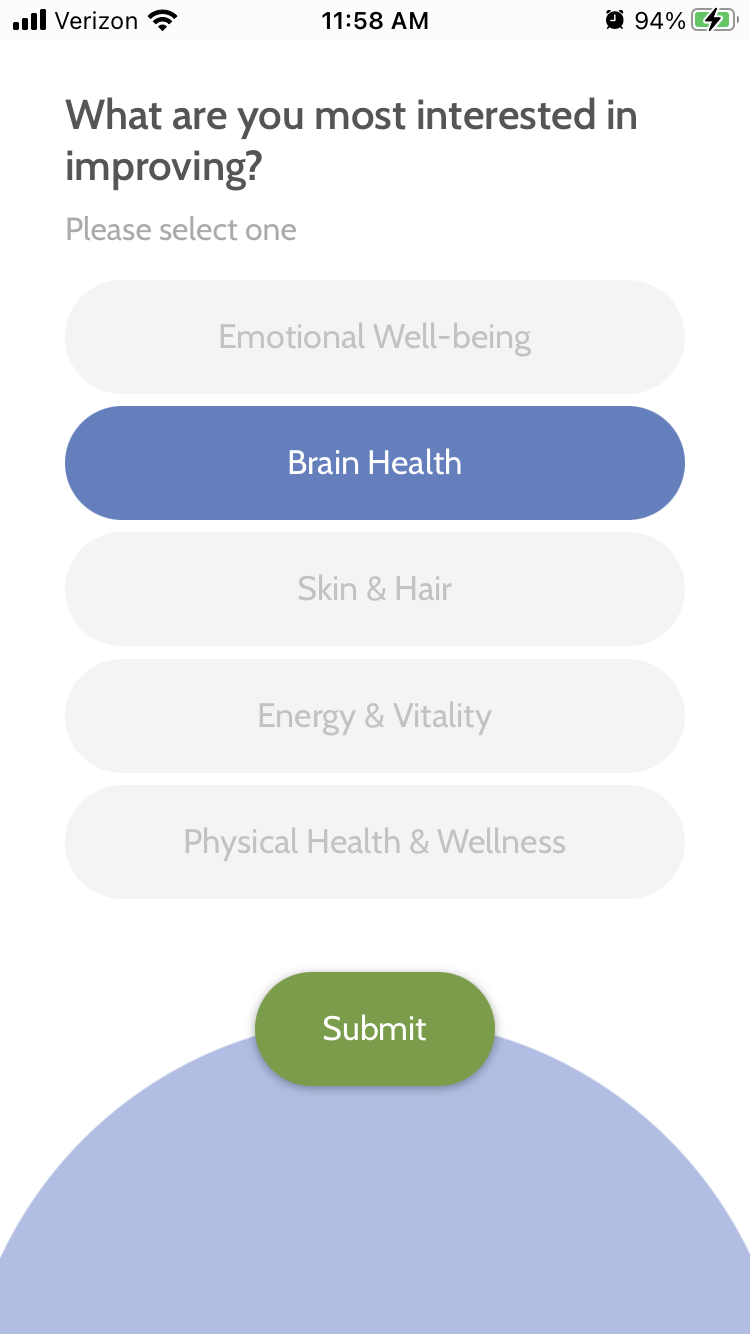 Verizon 11:58 AM 94%
What are you most interested in
improving?
Please select one
Emotional Well-being
Brain Health
Skin & Hair
Energy & Vitality
Physical Health & Wellness
Submit